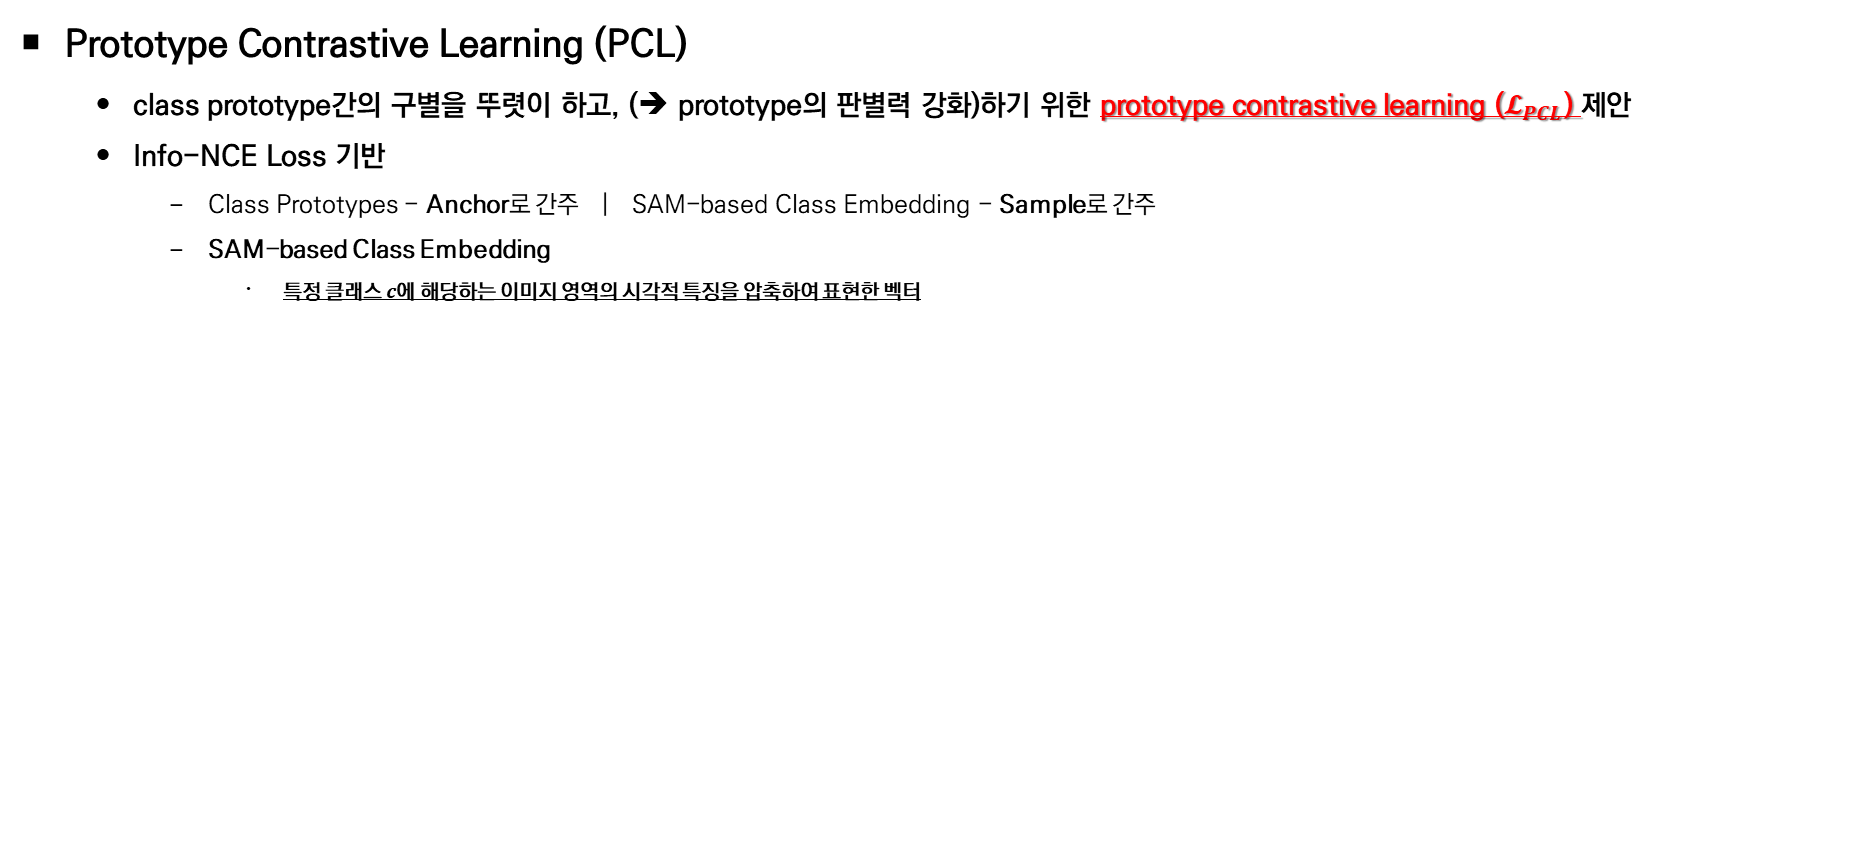 ■ Prototype Contrastive Learning (PCL)
• class prototype간의 구별을 뚜렷이 하고, (➔ prototype의 판별력 강화)하기 위한 prototype contrastive learning (ℒ_PCL) 제안
• Info-NCE Loss 기반
– Class Prototypes – Anchor로 간주 | SAM-based Class Embedding – Sample로 간주
– SAM-based Class Embedding
· 특정 클래스 c에 해당하는 이미지 영역의 시각적 특징을 압축하여 표현한 벡터